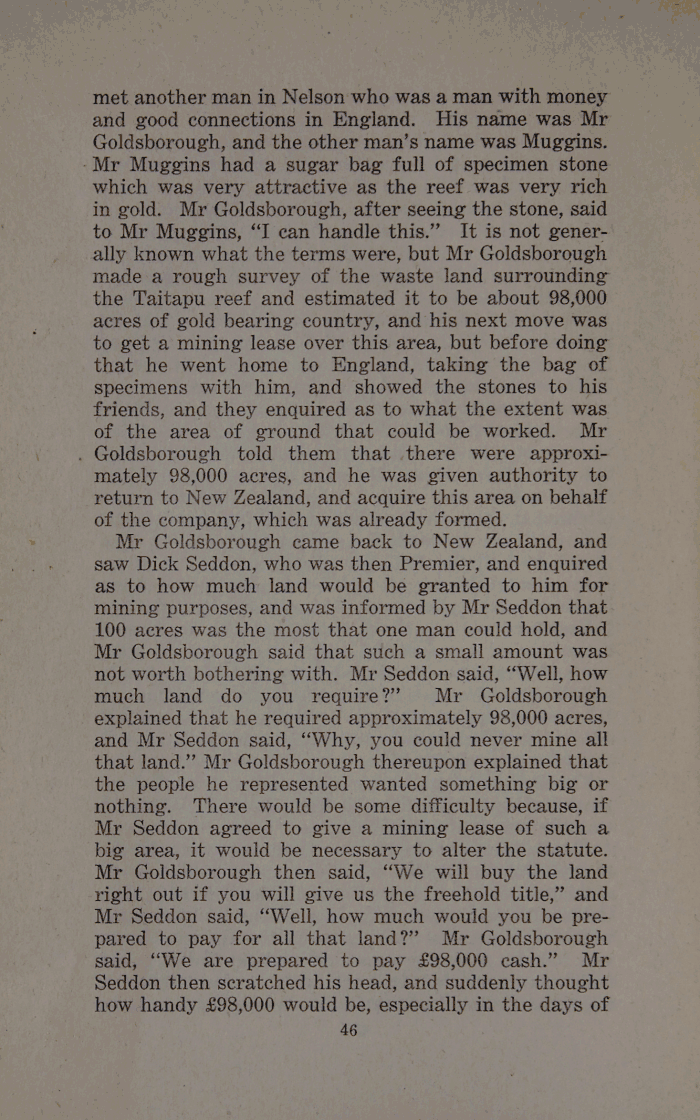 met another man in Nelson who was a man with money
and good connections in England. His name was Mr
Goldsborough, and the other man's name was Muggins.
Mr Muggins had a sugar bag full of specimen stone
which was very attractive as the reef was very rich
in gold. Mr Goldsborough, after seeing the stone, said
to Mr Muggins, “I can handle this.” It is not gener-
ally known what the terms were, but Mr Goldsborough
made a rough survey of the waste land surrounding
the Taitapu reef and estimated it to be about 98,000
acres of gold bearing country, and his next move was
to get a mining lease over this area, but before doing
that he went home to England, taking the bag of
specimens with him, and showed the stones to his
friends, and they enquired as to what the extent was
of the area of ground that could be worked. Mr
Goldsborough told them that there were approxi-
mately 98,000 acres, and he was given authority to
return to New Zealand, and acquire this area on behalf
of the company, which was already formed.
Mr Goldsborough came back to New Zealand, and
saw Dick Seddon, who was then Premier, and enquired
as to how much land would be granted to him for
mining purposes, and was informed by Mr Seddon that
100 acres was the most that one man could hold, and
Mr Goldsborough said that such a small amount was
not worth bothering with. Mr Seddon said, “Well, how
much land do you require?” Mr Goldsborough
explained that he required approximately 98,000 acres,
and Mr Seddon said, “Why, you could never mine all
that land.” Mr Goldsborough thereupon explained that
the people he represented wanted something big or
nothing. There would be some difficulty because, if
Mr Seddon agreed to give a mining lease of such a
big area, it would be necessary to alter the statute.
Mr Goldsborough then said, “We will buy the land
right out if you will give us the freehold title,” and
Mr Seddon said, “Well, how much would you be pre-
pared to pay for all that land?” Mr Goldsborough
said, “We are prepared to pay £98,000 cash.” Mr
Seddon then scratched his head, and suddenly thought
how handy £98,000 would be, especially in the days of
46